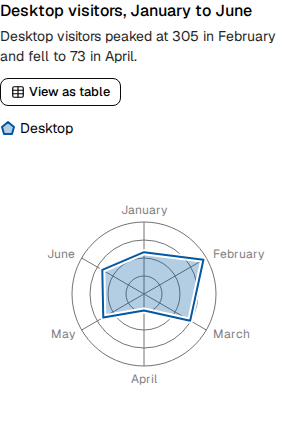 Desktop visitors, January to June
Desktop visitors peaked at 305 in February
and fell to 73 in April.
View as table
Desktop
January
June
February
May
March
April